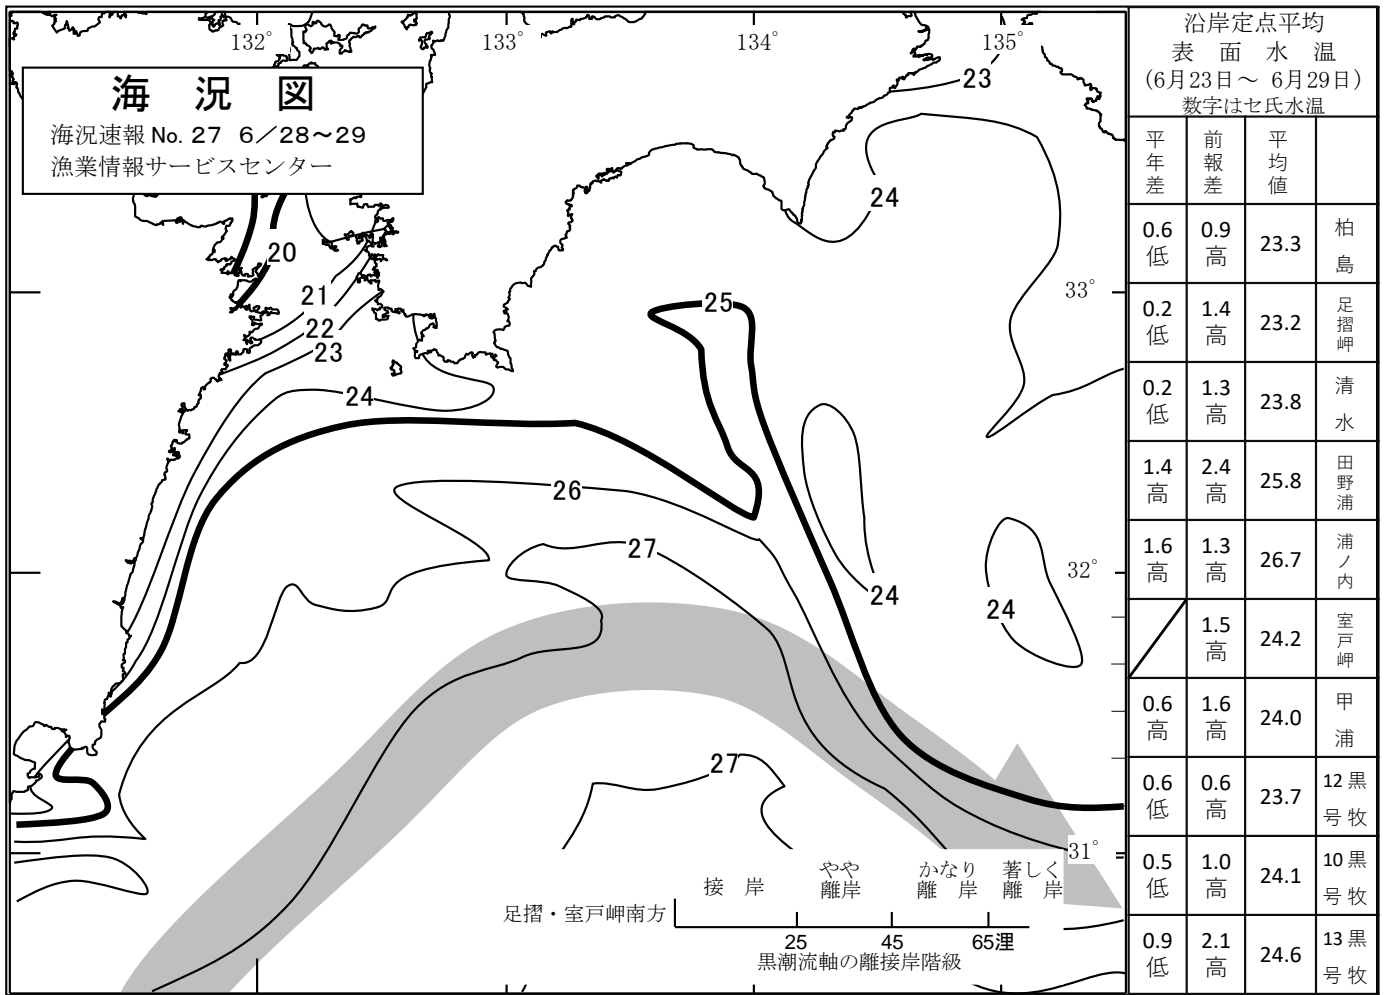 132°
133°
134°
135°
海 況 図
海況速報 No. 27 6／28～29
漁業情報サービスセンター
23
24
20
21
22
23
24
25
33°
26
27
32°
24
24
27
31°
接 岸
やや
離岸
かなり
離 岸
著しく
離 岸
足摺・室戸岬南方
25 45 65浬
黒潮流軸の離接岸階級
沿岸定点平均
表 面 水 温
(6月23日～ 6月29日)
数字はセ氏水温
平年差 前報差 平均値
0.6低 0.9高 23.3 柏島
0.2低 1.4高 23.2 足摺岬
0.2低 1.3高 23.8 清水
1.4高 2.4高 25.8 田野浦
1.6高 1.3高 26.7 浦ノ内
1.5高 24.2 室戸岬
0.6高 1.6高 24.0 甲浦
0.6低 0.6高 23.7 黒牧12号
0.5低 1.0高 24.1 黒牧10号
0.9低 2.1高 24.6 黒牧13号